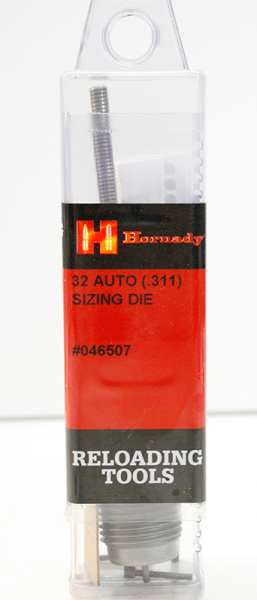 H Hornady
32 AUTO (.311)
SIZING DIE
#046507
RELOADING
TOOLS